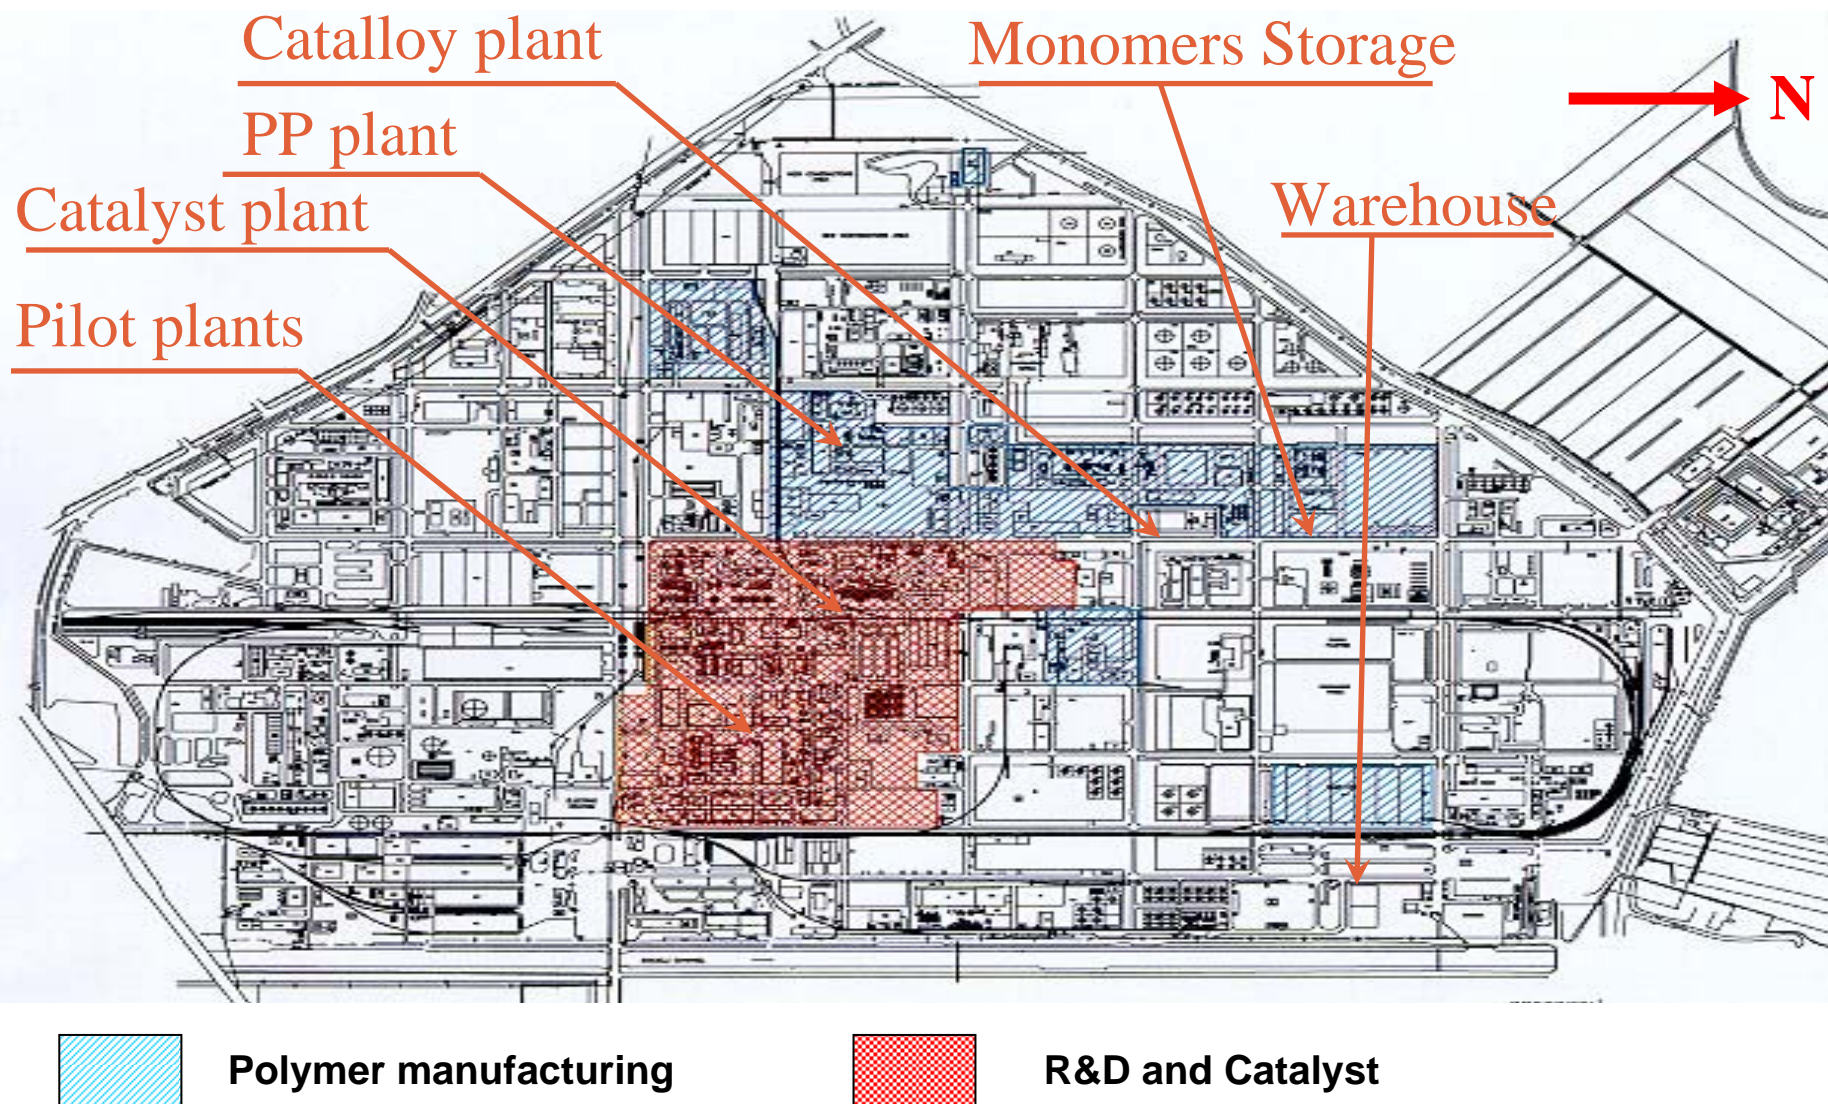 Catalloy plant
Monomers Storage
N
PP plant
Catalyst plant
Warehouse
Pilot plants
Polymer manufacturing
R&D and Catalyst